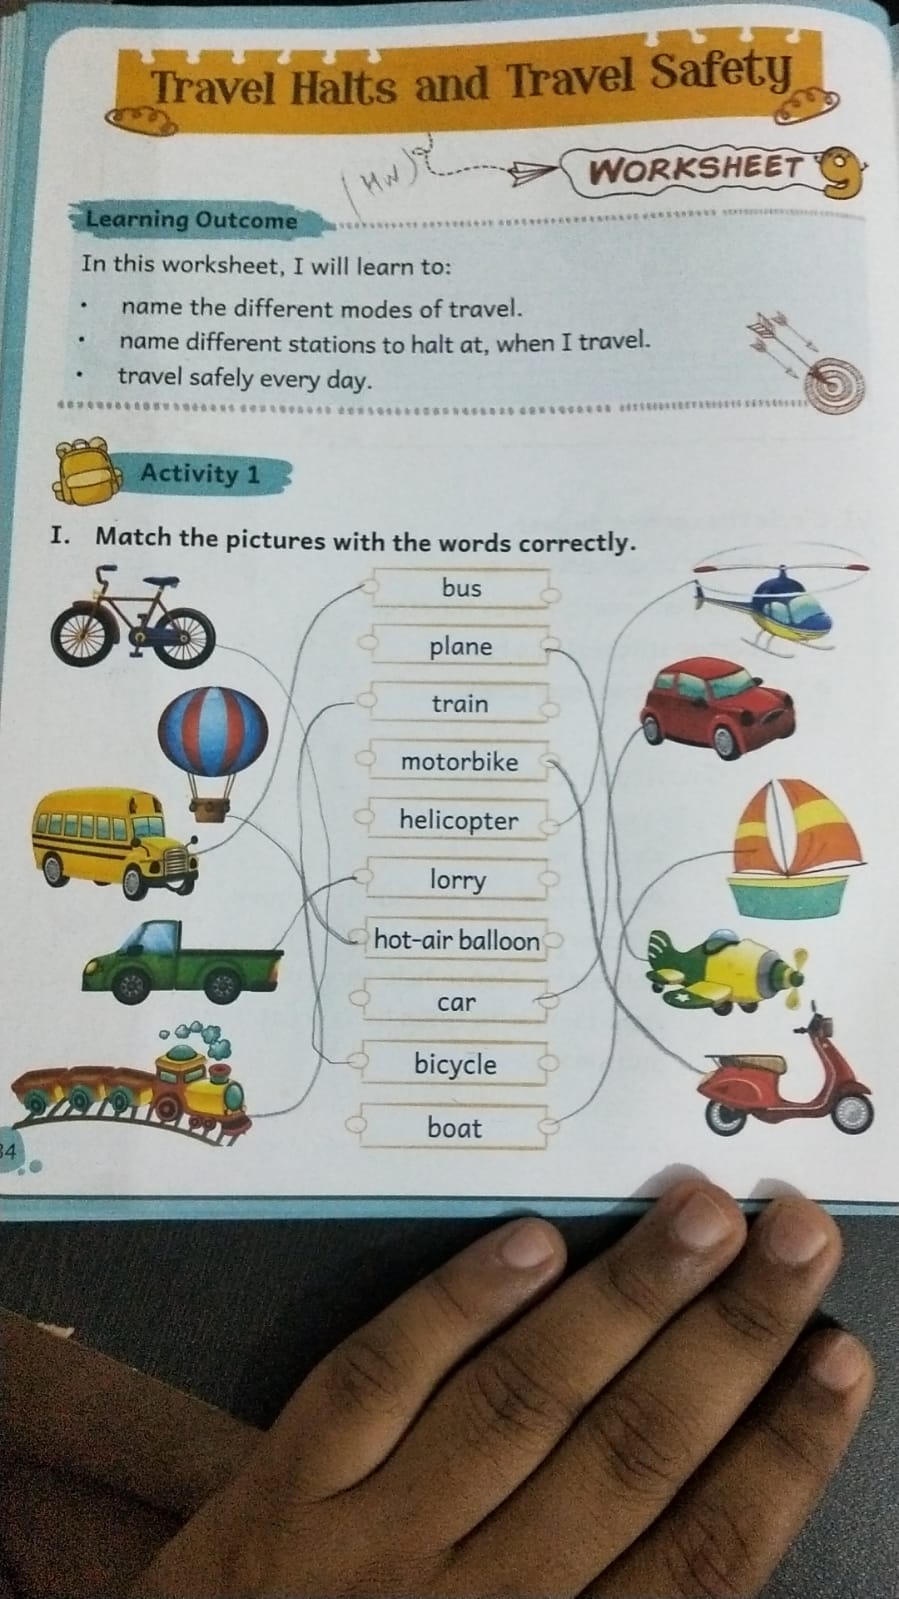 Travel Halts and Travel Safety
(HW)
WORKSHEET 9
Learning Outcome
In this worksheet, I will learn to:
• name the different modes of travel.
• name different stations to halt at, when I travel.
• travel safely every day.
Activity 1
I. Match the pictures with the words correctly.
bus
plane
train
motorbike
helicopter
lorry
hot-air balloon
car
bicycle
boat
34